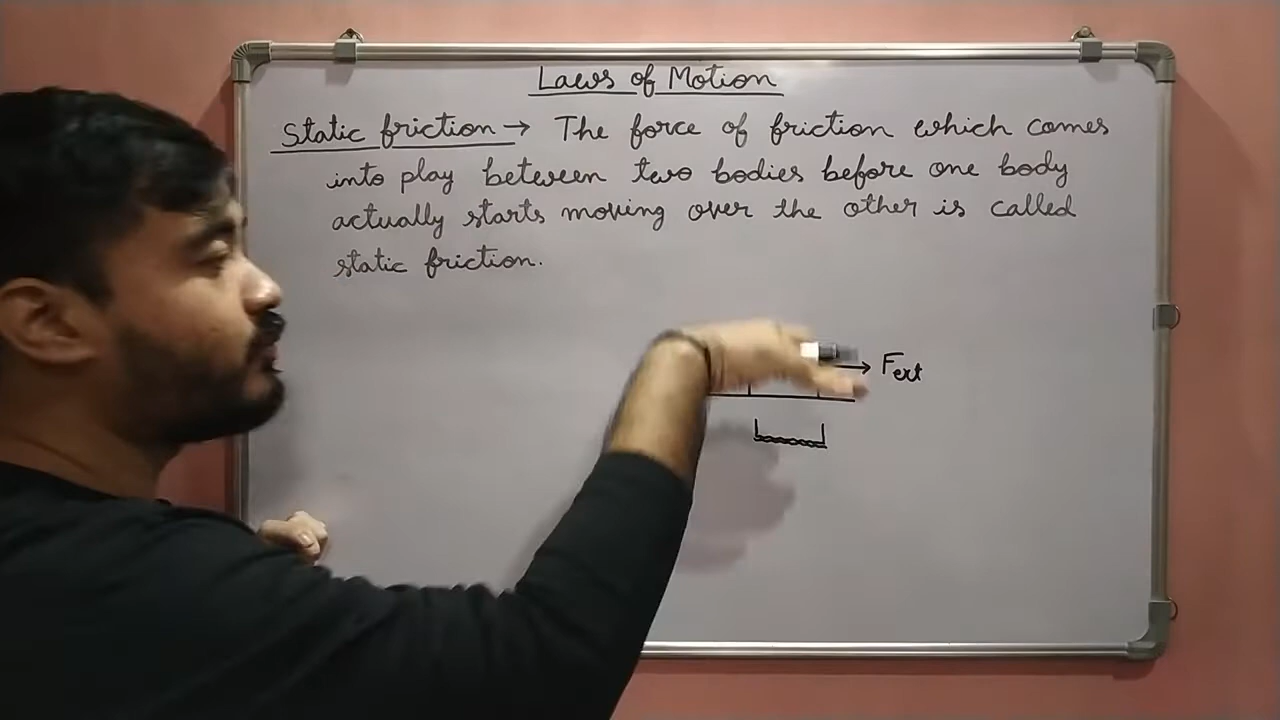 Laws of Motion
Static friction → The force of friction which comes
into play between two bodies before one body
actually starts moving over the other is called
static friction.
Fext